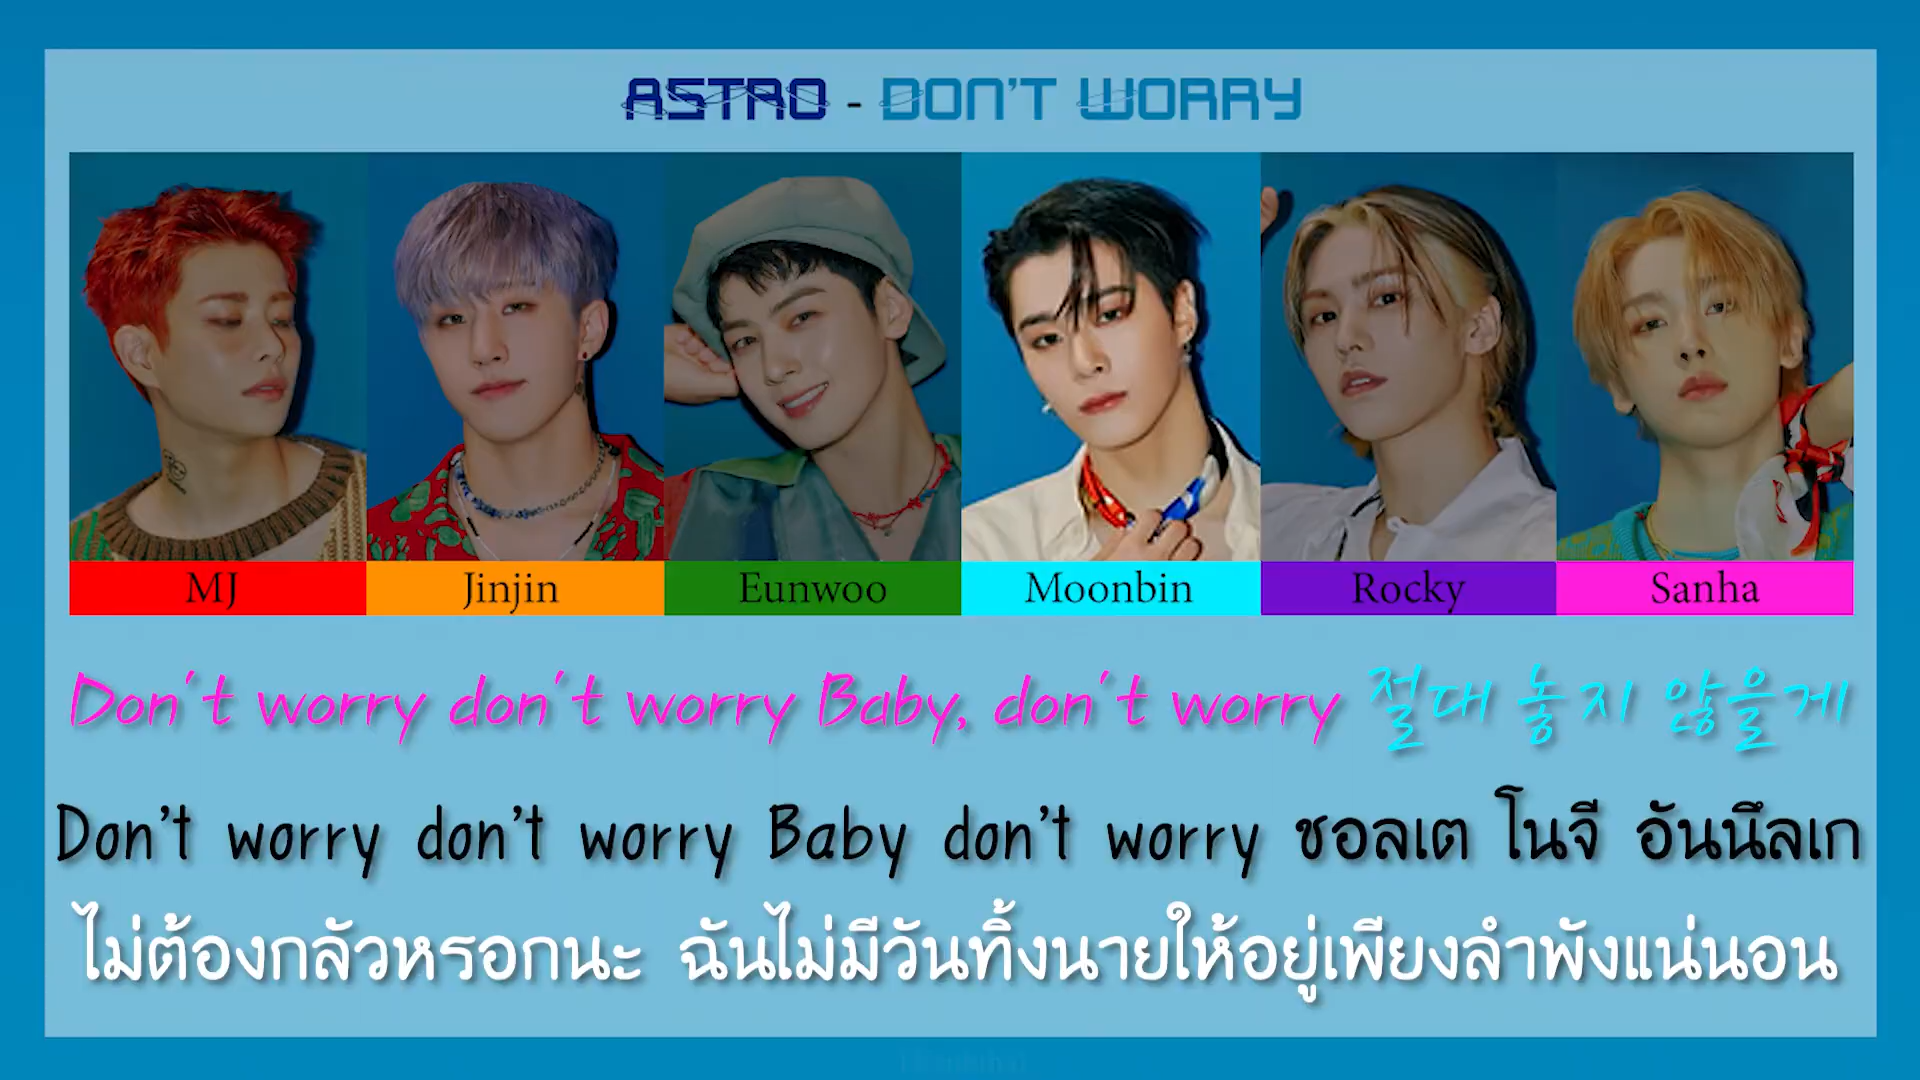 ASTRO - DON'T WORRY
MJ Jinjin Eunwoo Moonbin Rocky Sanha
Don't worry don't worry Baby, don't worry 절대 놓지 않을게
Don't worry don't worry Baby don't worry ชอลเต โนจี อันนึลเก
ไม่ต้องกลัวหรอกนะ ฉันไม่มีวันทิ้งนายให้อยู่เพียงลำพังแน่นอน